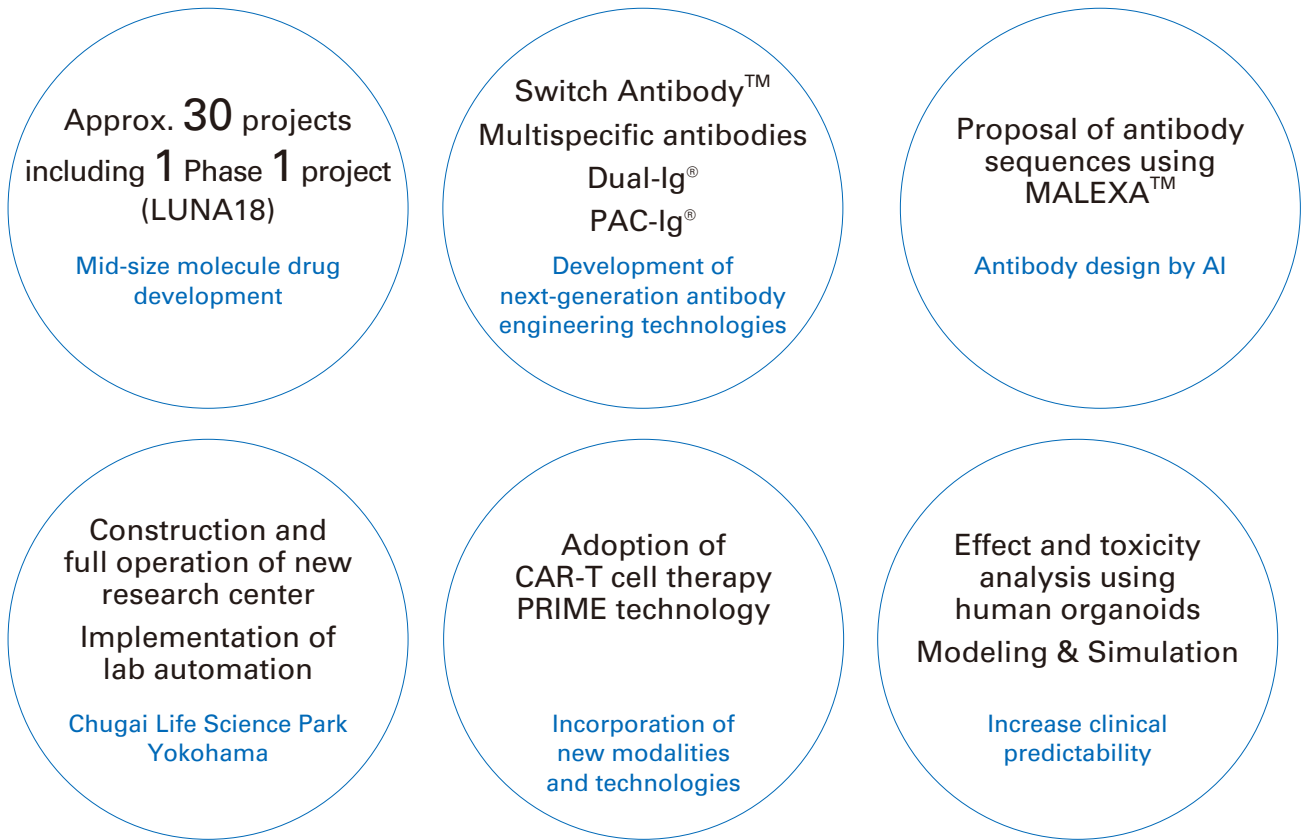 Approx. 30 projects
including 1 Phase 1 project
(LUNA18)
Mid-size molecule drug
development
Switch Antibody™
Multispecific antibodies
Dual-Ig®
PAC-Ig®
Development of
next-generation antibody
engineering technologies
Proposal of antibody
sequences using
MALEXA™
Antibody design by AI
Construction and
full operation of new
research center
Implementation of
lab automation
Chugai Life Science Park
Yokohama
Adoption of
CAR-T cell therapy
PRIME technology
Incorporation of
new modalities
and technologies
Effect and toxicity
analysis using
human organoids
Modeling & Simulation
Increase clinical
predictability